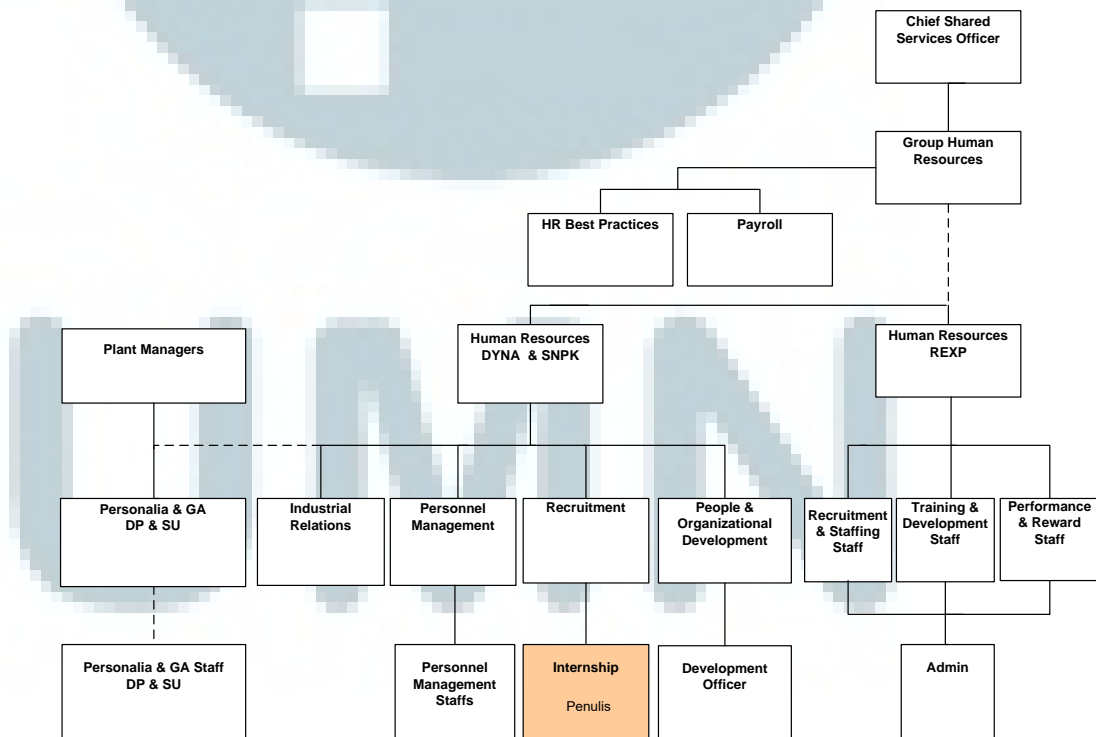 Chief Shared
Services Officer
Group Human
Resources
HR Best Practices
Payroll
Plant Managers
Human Resources
DYNA & SNPK
Human Resources
REXP
Personalia & GA
DP & SU
Industrial
Relations
Personnel
Management
Recruitment
People &
Organizational
Development
Recruitment
& Staffing
Staff
Training &
Development
Staff
Performance
& Reward
Staff
Personalia & GA Staff
DP & SU
Personnel
Management
Staffs
Internship
Penulis
Development
Officer
Admin
UMN